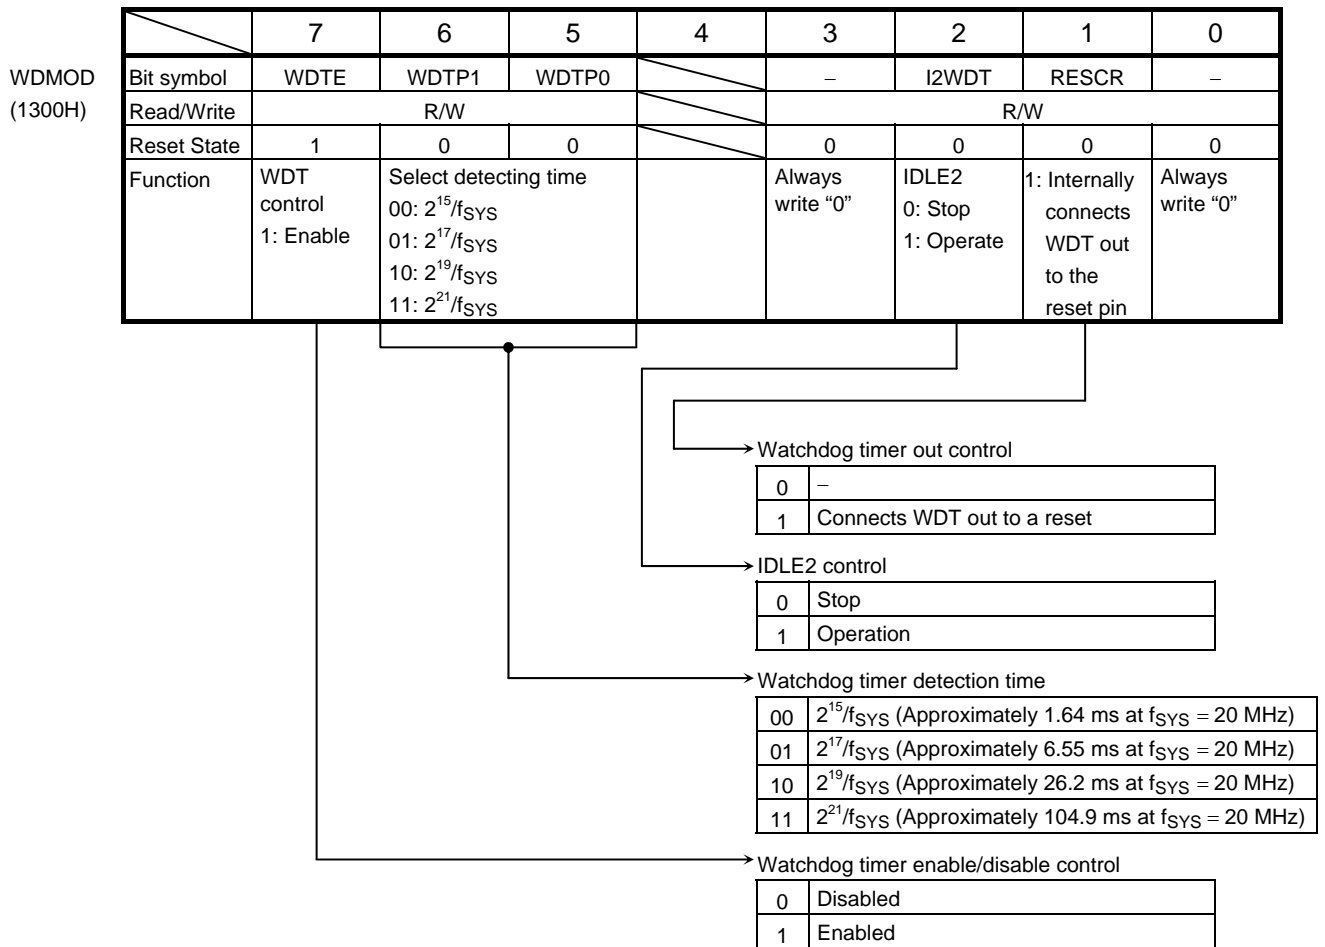 7 6 5 4 3 2 1 0
WDMOD Bit symbol WDTE WDTP1 WDTP0 – I2WDT RESCR –
(1300H) Read/Write R/W R/W
Reset State 1 0 0 0 0 0 0
Function WDT Select detecting time Always IDLE2 1: Internally Always
control 00: 2^15/fSYS write “0” 0: Stop connects write “0”
1: Enable 01: 2^17/fSYS 1: Operate WDT out
10: 2^19/fSYS to the
11: 2^21/fSYS reset pin
Watchdog timer out control
0 –
1 Connects WDT out to a reset
IDLE2 control
0 Stop
1 Operation
Watchdog timer detection time
00 2^15/fSYS (Approximately 1.64 ms at fSYS = 20 MHz)
01 2^17/fSYS (Approximately 6.55 ms at fSYS = 20 MHz)
10 2^19/fSYS (Approximately 26.2 ms at fSYS = 20 MHz)
11 2^21/fSYS (Approximately 104.9 ms at fSYS = 20 MHz)
Watchdog timer enable/disable control
0 Disabled
1 Enabled